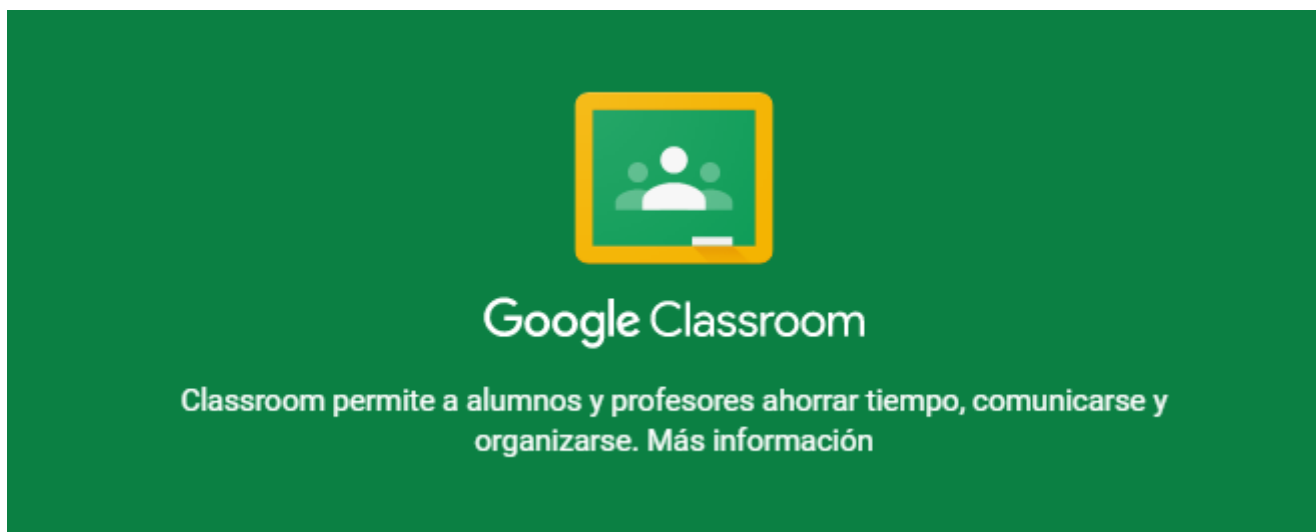 Google Classroom
Classroom permite a alumnos y profesores ahorrar tiempo, comunicarse y
organizarse. Más información